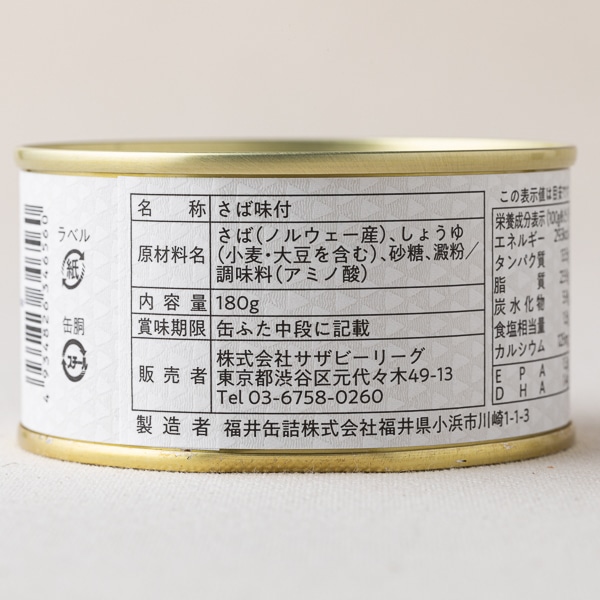 ラベル
紙
缶胴
スチール
4934826546560
名称 さば味付
原材料名 さば(ノルウェー産)、しょうゆ
(小麦・大豆を含む)、砂糖、澱粉/
調味料(アミノ酸)
内容量 180g
賞味期限 缶ふた中段に記載
販売者 株式会社サザビーリーグ
東京都渋谷区元代々木49-13
Tel 03-6758-0260
製造者 福井缶詰株式会社福井県小浜市川崎1-1-3
この表示値は目安で
栄養成分表示
エネルギー
タンパク質
脂質
炭水化物
食塩相当量
カルシウム
EPA
DHA